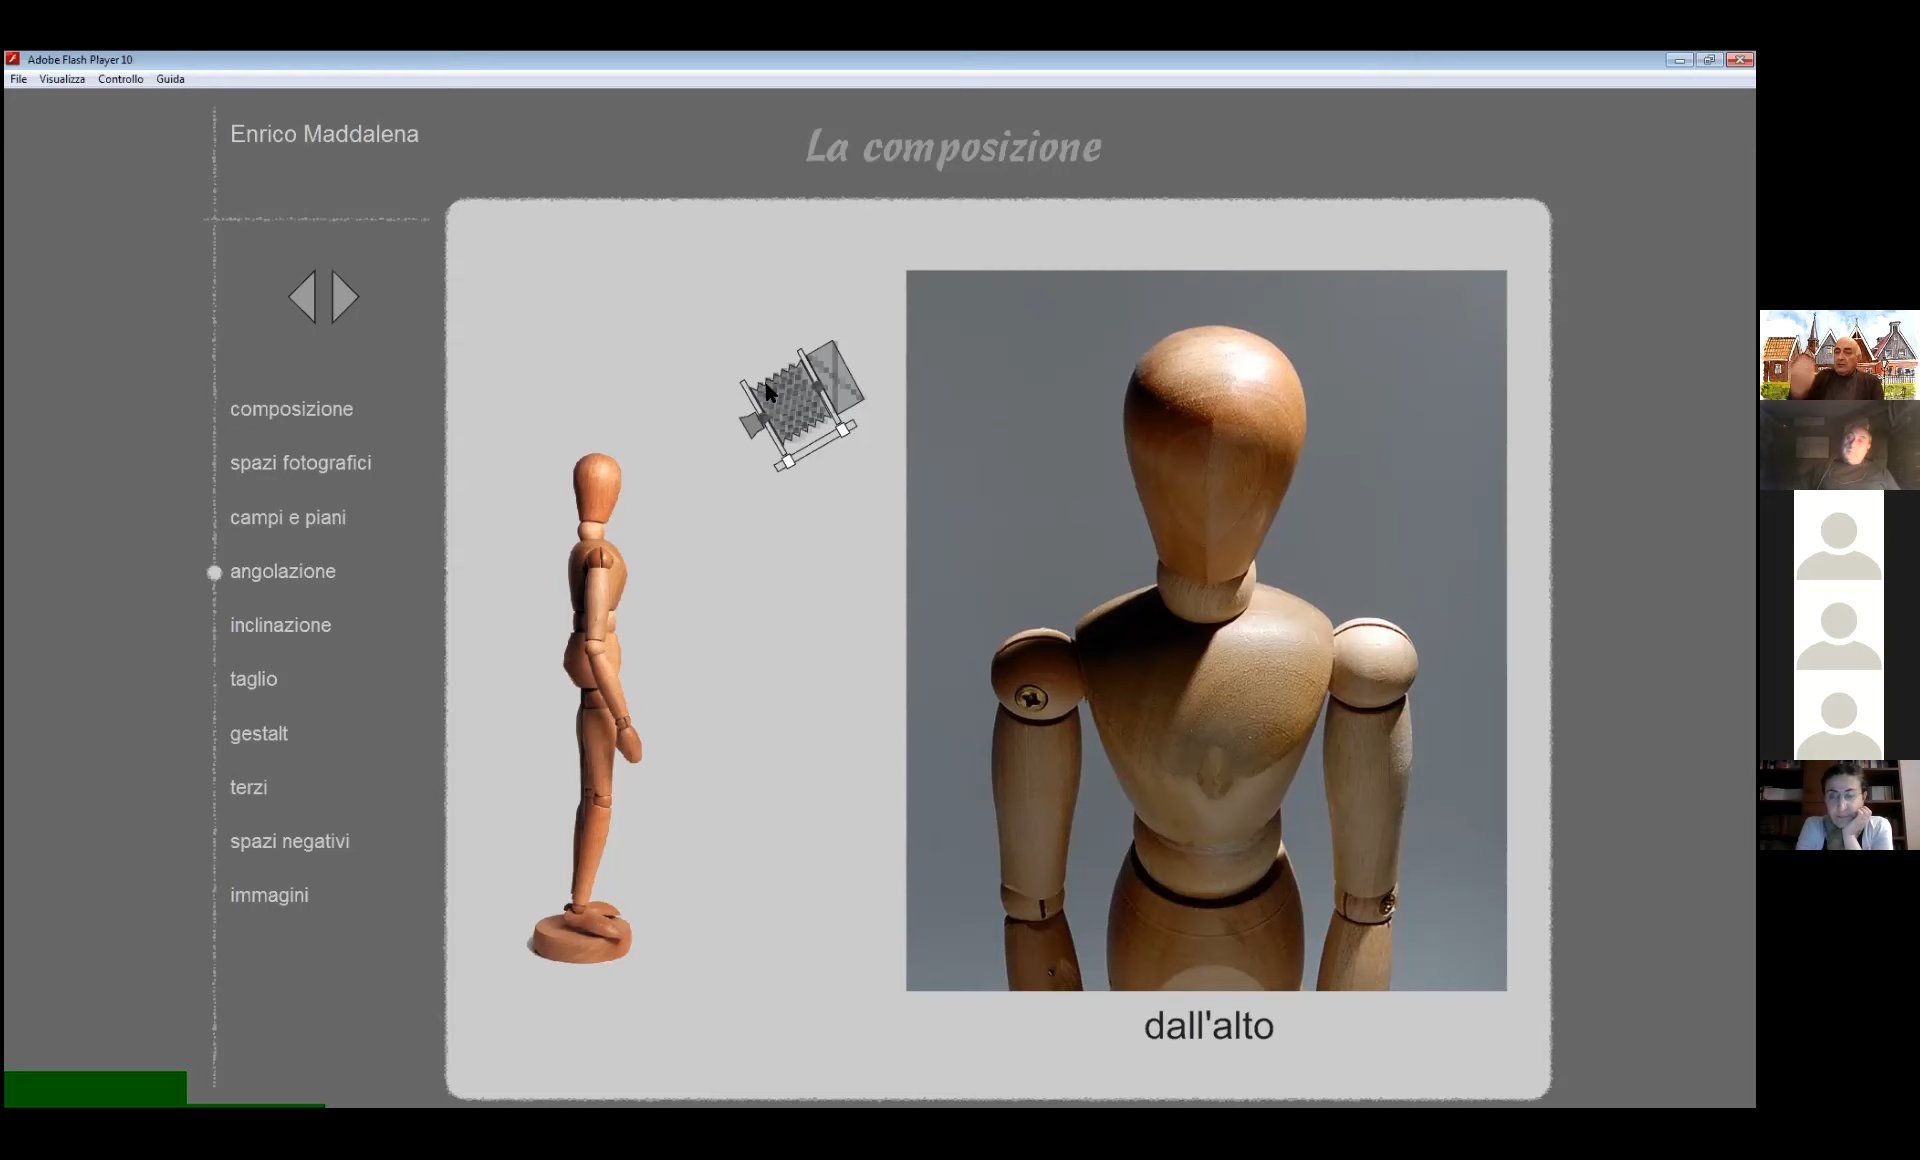 Adobe Flash Player 10
File Visualizza Controllo Guida
Enrico Maddalena
La composizione
composizione
spazi fotografici
campi e piani
angolazione
inclinazione
taglio
gestalt
terzi
spazi negativi
immagini
dall'alto